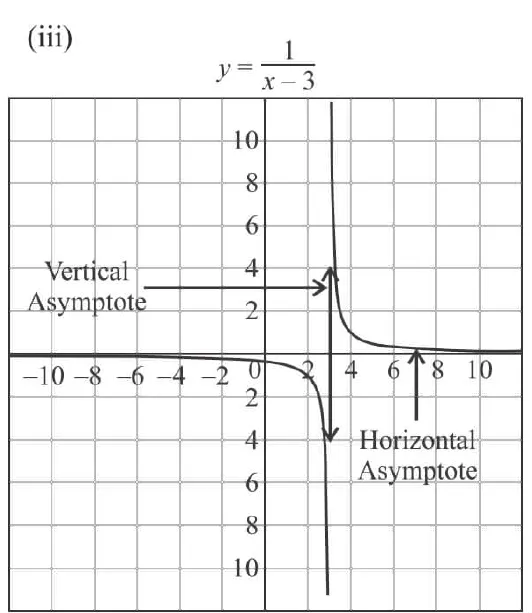 (iii)
y = 1/(x – 3)
10
8
6
4
Vertical
Asymptote
2
–10 –8 –6 –4 –2 0 2 4 6 8 10
2
4
Horizontal
Asymptote
6
8
10